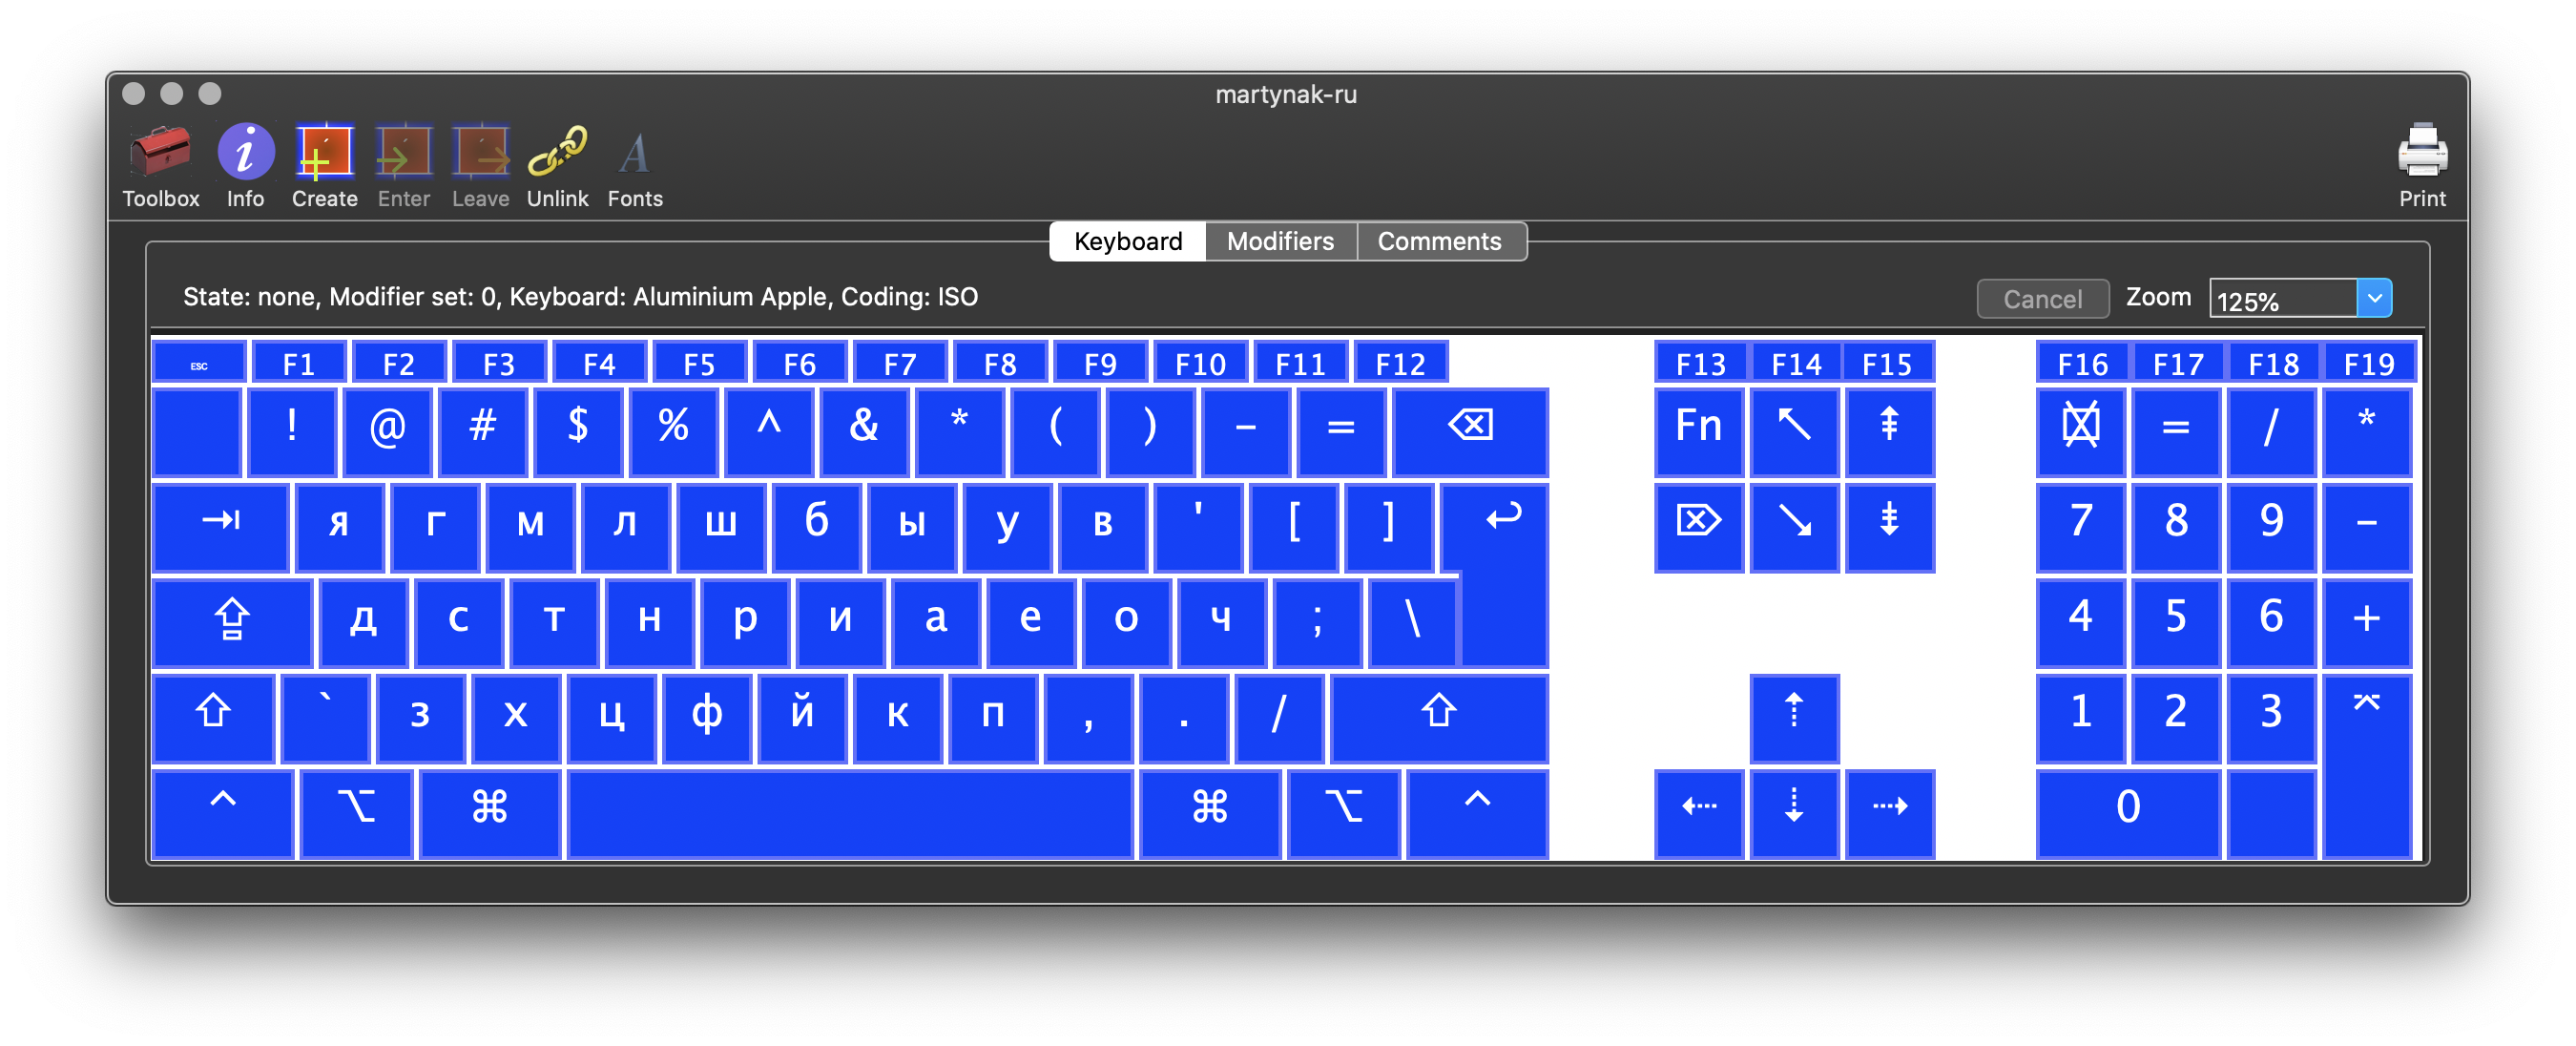 martynak-ru
Toolbox Info Create Enter Leave Unlink Fonts Print
Keyboard Modifiers Comments
State: none, Modifier set: 0, Keyboard: Aluminium Apple, Coding: ISO Cancel Zoom 125%
ESC F1 F2 F3 F4 F5 F6 F7 F8 F9 F10 F11 F12 F13 F14 F15 F16 F17 F18 F19
! @ # $ % ^ & * ( ) - = ⌫ Fn ↖ ⇞ ⌧ = / *
⇥ я г м л ш б ы у в ' [ ] ↩ ⌦ ↘ ⇟ 7 8 9 -
⇪ д с т н р и а е о ч ; \ 4 5 6 +
⇧ ` з х ц ф й к п , . / ⇧ ⇡ 1 2 3 ⌤
^ ⌥ ⌘ ⌘ ⌥ ^ ⇠ ⇣ ⇢ 0